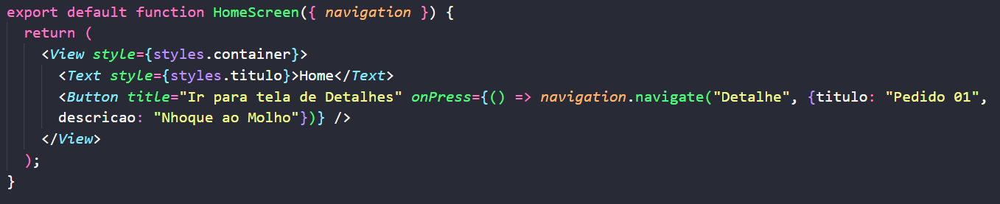 export default function HomeScreen({ navigation }) {
return (
<View style={styles.container}>
<Text style={styles.titulo}>Home</Text>
<Button title="Ir para tela de Detalhes" onPress={() => navigation.navigate("Detalhe", {titulo: "Pedido 01",
descricao: "Nhoque ao Molho"})} />
</View>
);
}